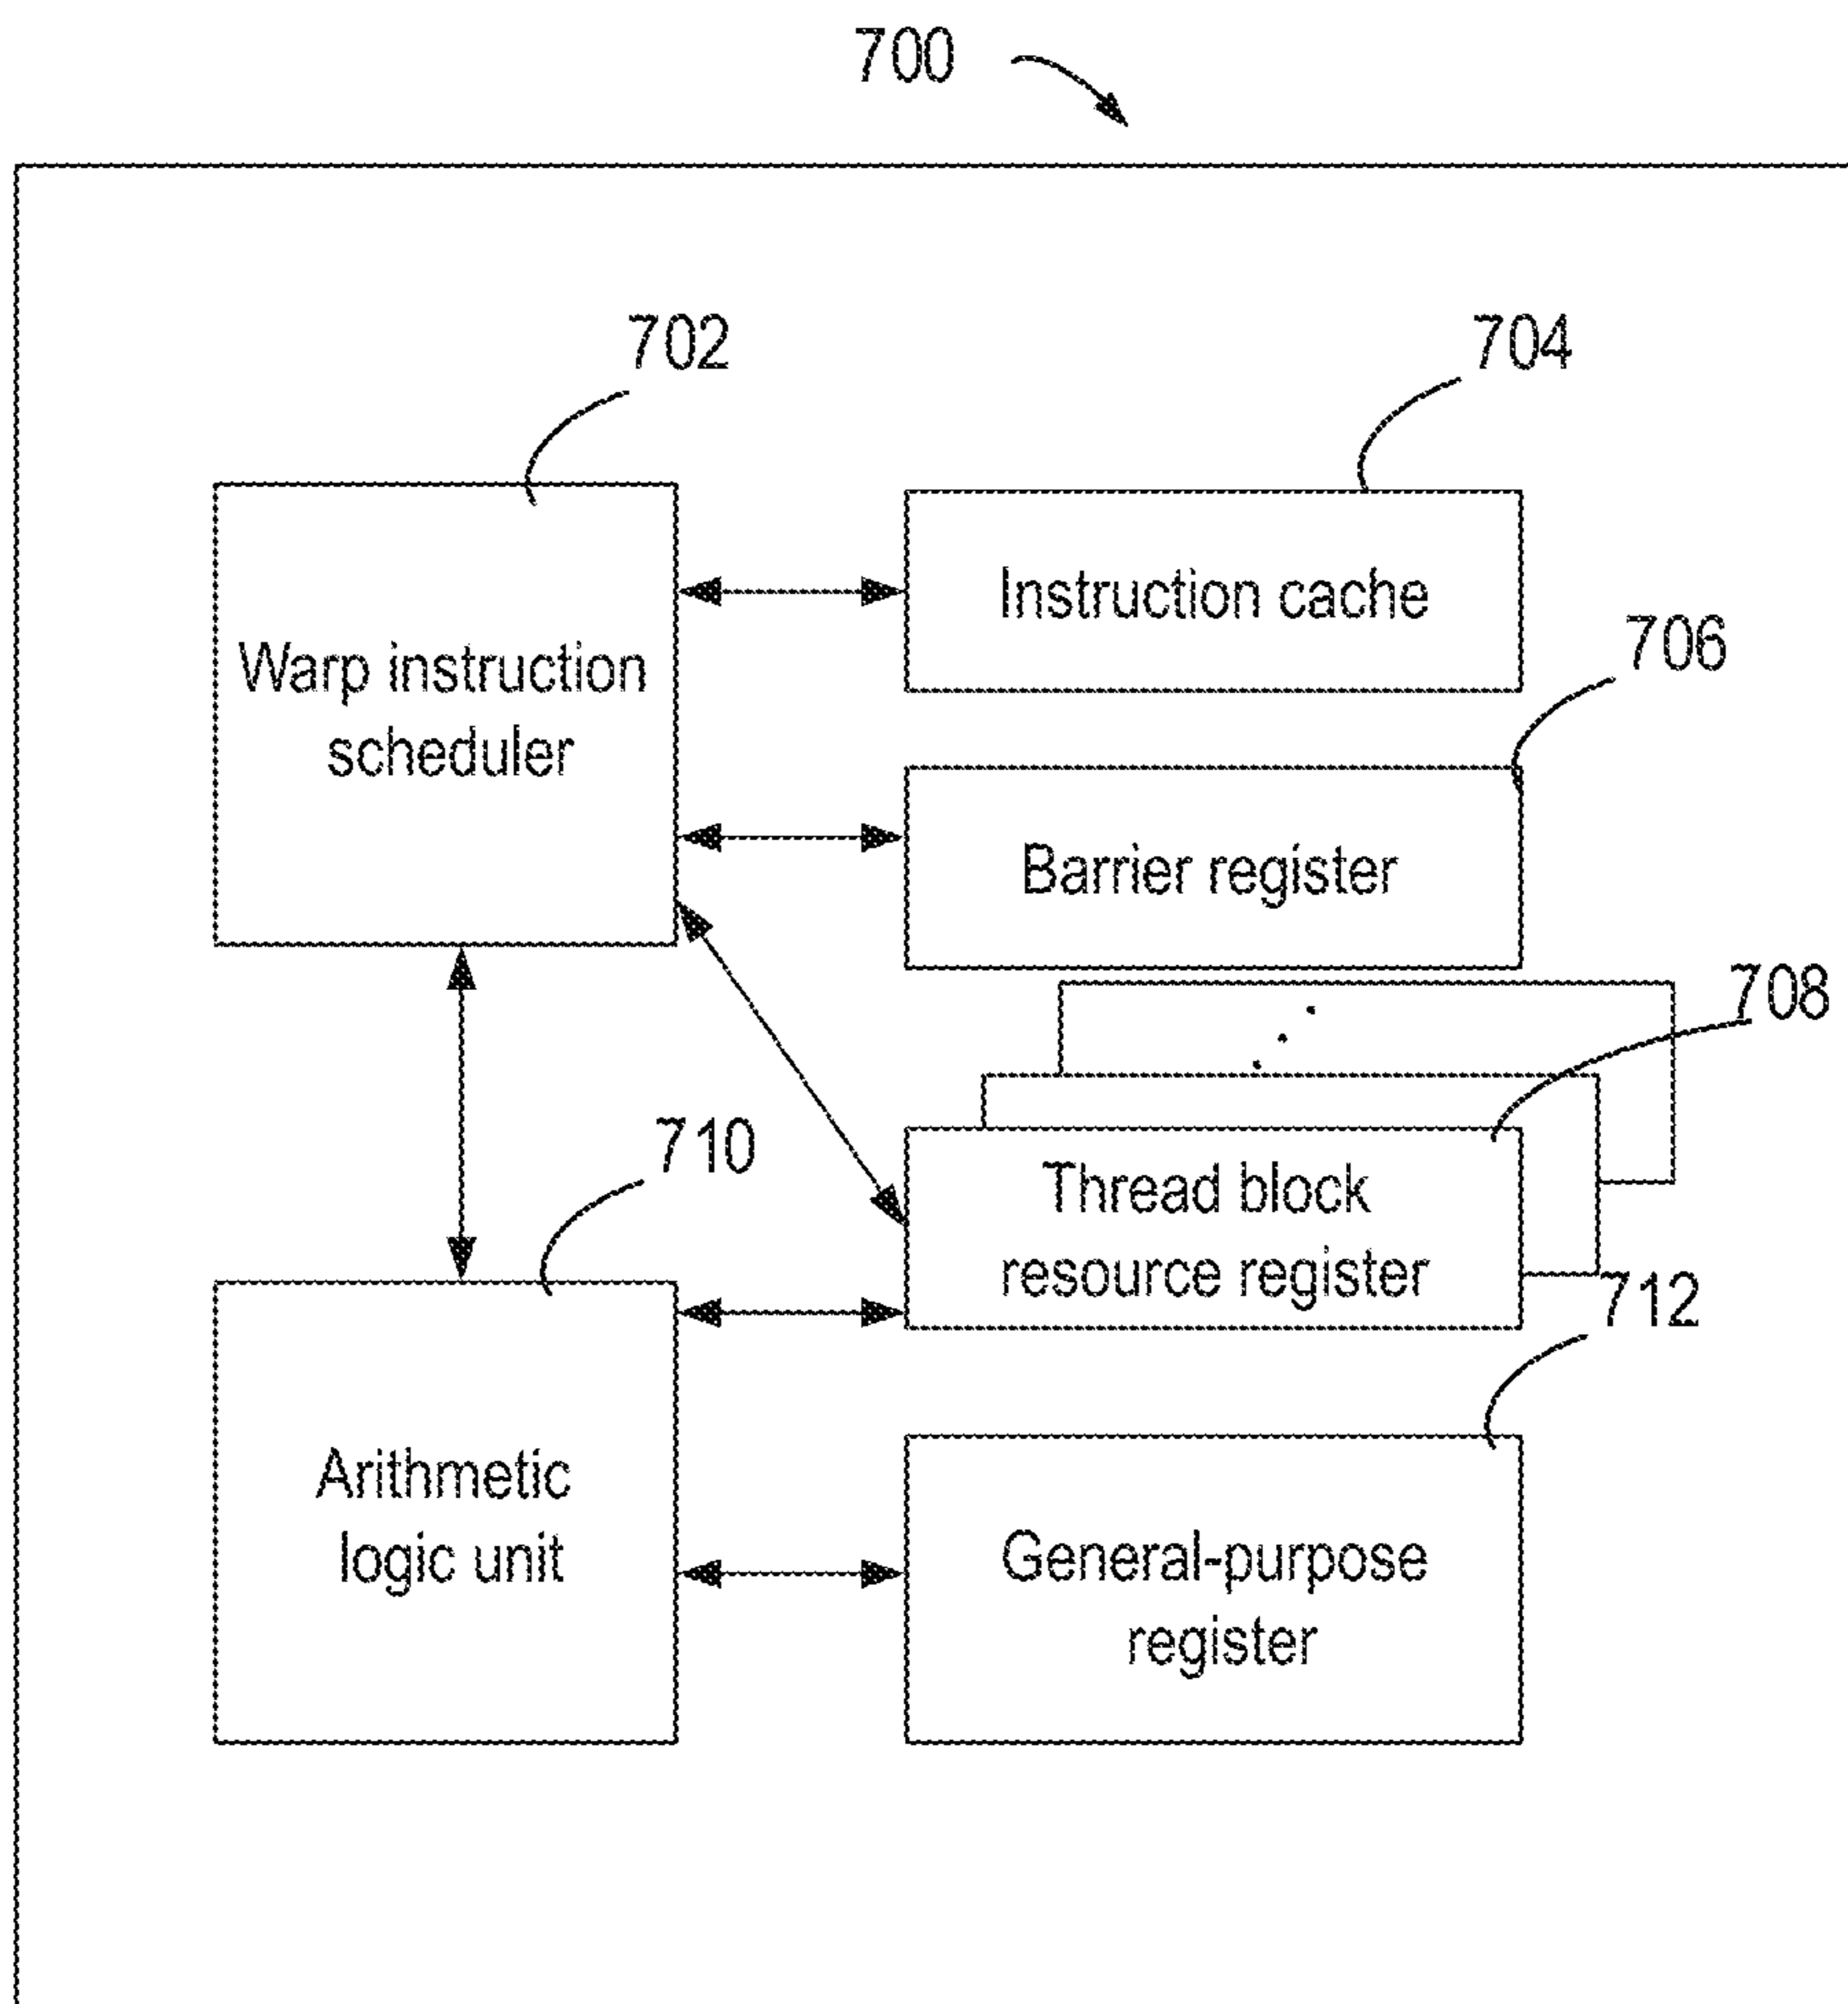 700
702
704
Instruction cache
Warp instruction
scheduler
706
Barrier register
708
710
Thread block
resource register
712
Arithmetic
logic unit
General-purpose
register